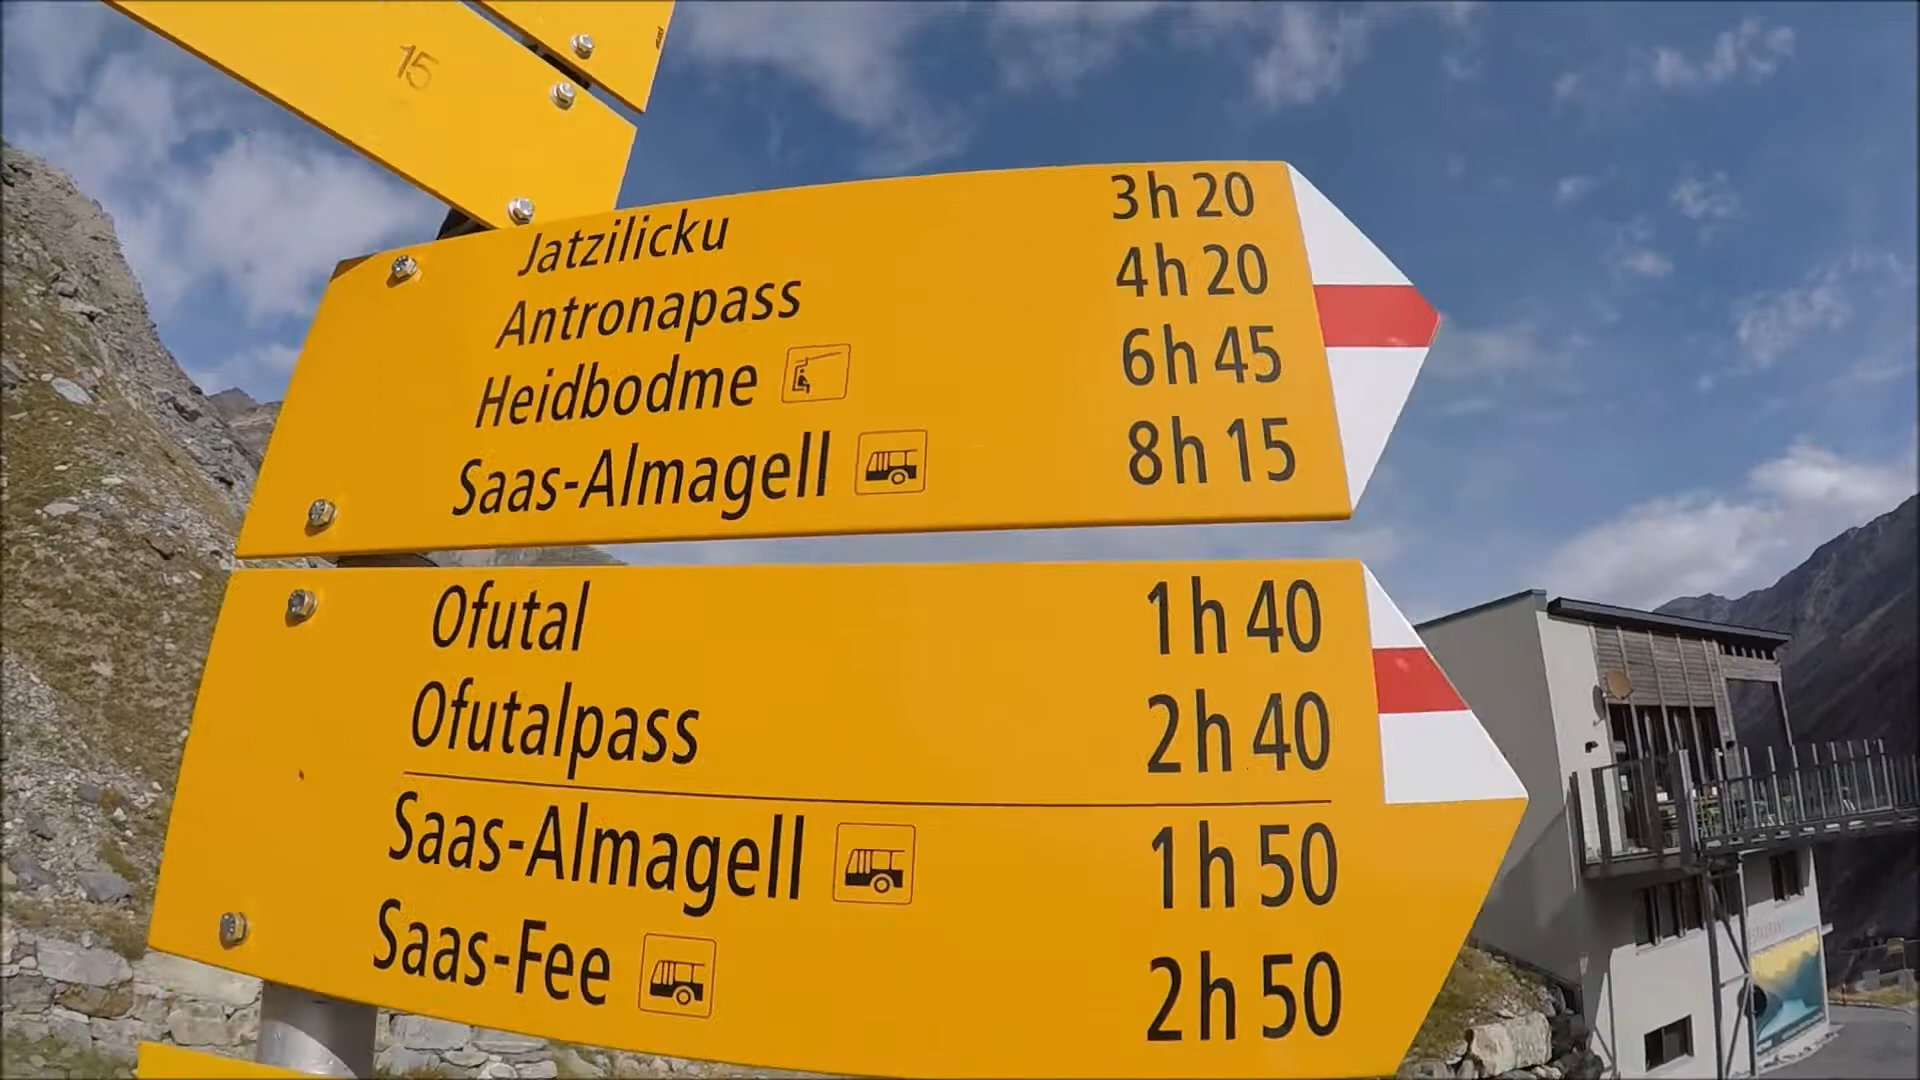 15
Jatzilicku 3h 20
Antronapass 4h 20
Heidbodme 6h 45
Saas-Almagell 8h 15
Ofutal 1h 40
Ofutalpass 2h 40
Saas-Almagell 1h 50
Saas-Fee 2h 50